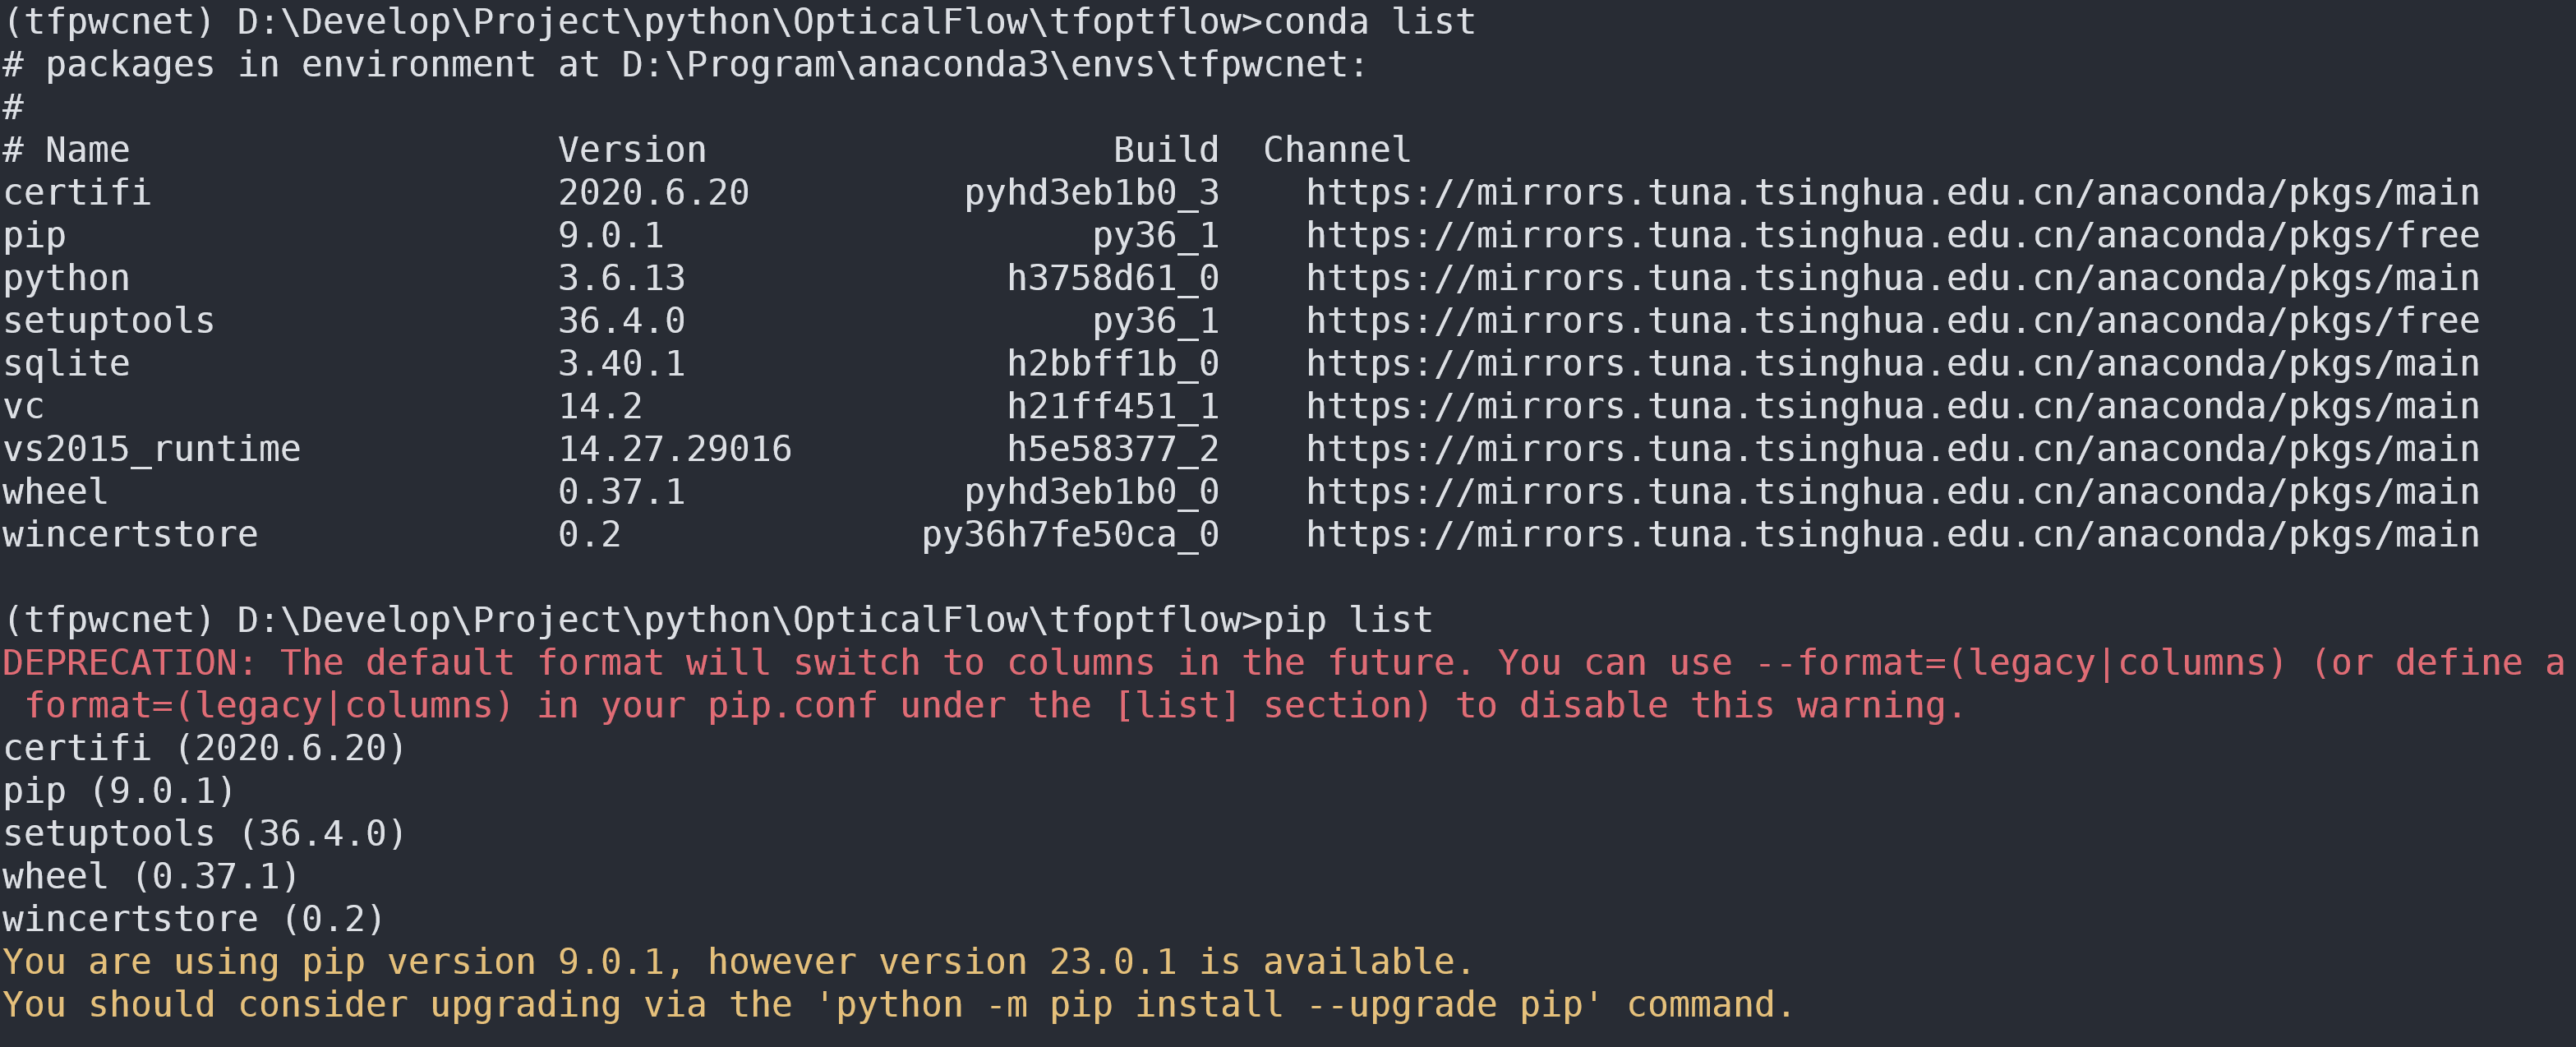 (tfpwcnet) D:\Develop\Project\python\OpticalFlow\tfoptflow>conda list
# packages in environment at D:\Program\anaconda3\envs\tfpwcnet:
#
# Name                    Version                   Build  Channel
certifi                   2020.6.20          pyhd3eb1b0_3    https://mirrors.tuna.tsinghua.edu.cn/anaconda/pkgs/main
pip                       9.0.1                    py36_1    https://mirrors.tuna.tsinghua.edu.cn/anaconda/pkgs/free
python                    3.6.13               h3758d61_0    https://mirrors.tuna.tsinghua.edu.cn/anaconda/pkgs/main
setuptools                36.4.0                   py36_1    https://mirrors.tuna.tsinghua.edu.cn/anaconda/pkgs/free
sqlite                    3.40.1               h2bbff1b_0    https://mirrors.tuna.tsinghua.edu.cn/anaconda/pkgs/main
vc                        14.2                 h21ff451_1    https://mirrors.tuna.tsinghua.edu.cn/anaconda/pkgs/main
vs2015_runtime            14.27.29016          h5e58377_2    https://mirrors.tuna.tsinghua.edu.cn/anaconda/pkgs/main
wheel                     0.37.1             pyhd3eb1b0_0    https://mirrors.tuna.tsinghua.edu.cn/anaconda/pkgs/main
wincertstore              0.2              py36h7fe50ca_0    https://mirrors.tuna.tsinghua.edu.cn/anaconda/pkgs/main
(tfpwcnet) D:\Develop\Project\python\OpticalFlow\tfoptflow>pip list
DEPRECATION: The default format will switch to columns in the future. You can use --format=(legacy|columns) (or define a
 format=(legacy|columns) in your pip.conf under the [list] section) to disable this warning.
certifi (2020.6.20)
pip (9.0.1)
setuptools (36.4.0)
wheel (0.37.1)
wincertstore (0.2)
You are using pip version 9.0.1, however version 23.0.1 is available.
You should consider upgrading via the 'python -m pip install --upgrade pip' command.